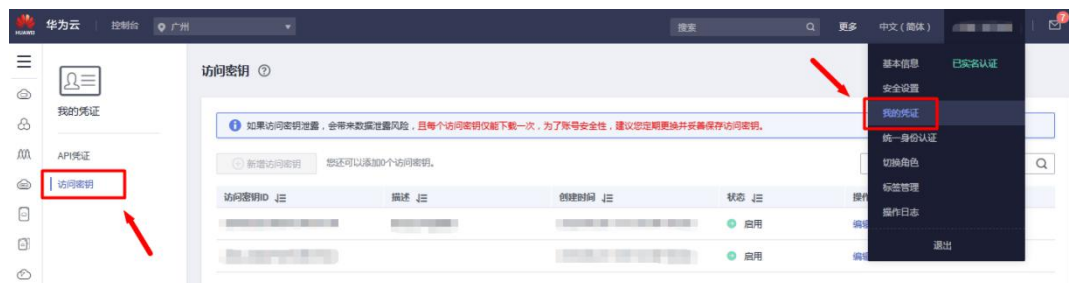 HUAWEI
华为云
控制台
广州
搜索
更多
中文(简体)
7
我的凭证
API凭证
访问密钥
访问密钥
如果访问密钥泄露，会带来数据泄露风险，且每个访问密钥仅能下载一次，为了账号安全性，建议您定期更换并妥善保存访问密钥。
新增访问密钥
您还可以添加0个访问密钥。
访问密钥ID
描述
创建时间
状态
操作
启用
编辑
启用
编辑
基本信息
已实名认证
安全设置
我的凭证
统一身份认证
切换角色
标签管理
操作日志
退出